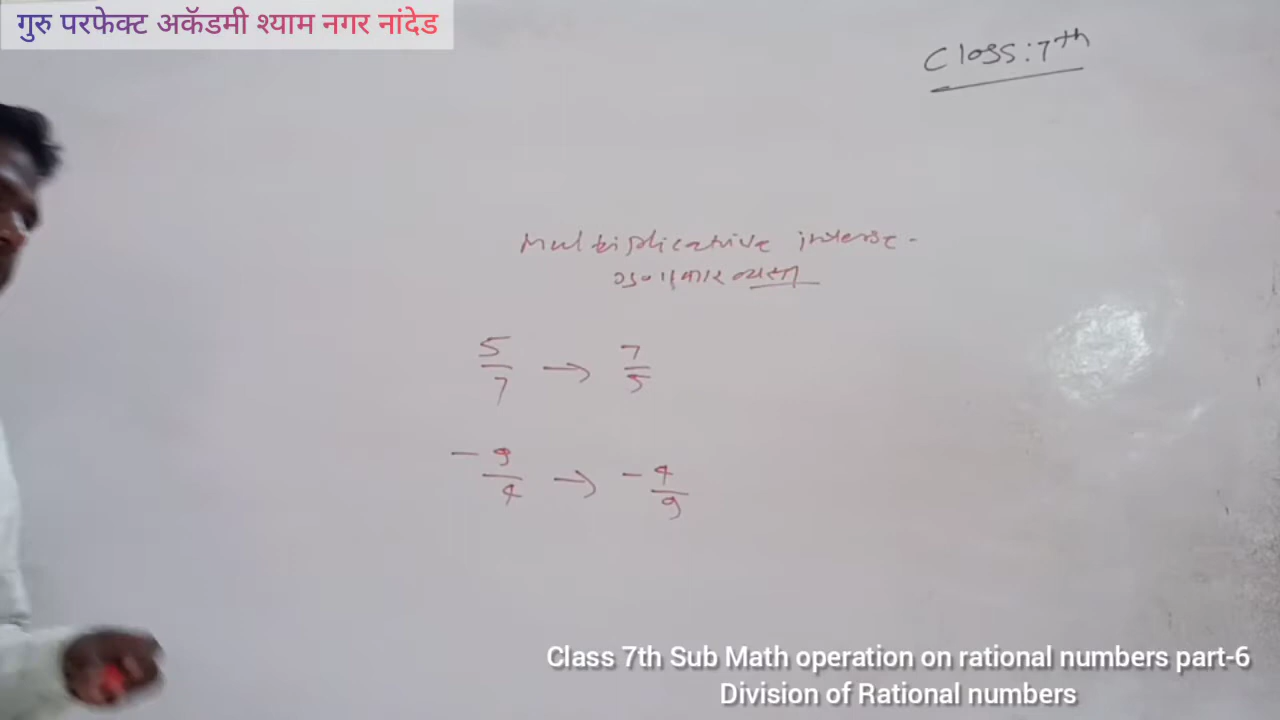 गुरु परफेक्ट अकॅडमी श्याम नगर नांदेड
Class: 7th
Multiplicative inverse.
गुणाकार व्यस्त
5/7 → 7/5
-9/4 → -4/9
Class 7th Sub Math operation on rational numbers part-6
Division of Rational numbers